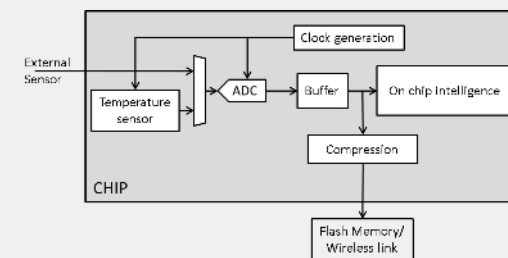 Clock generation
External
Sensor
ADC
Buffer
On chip Intelligence
Temperature
sensor
Compression
CHIP
Flash Memory/
Wireless link